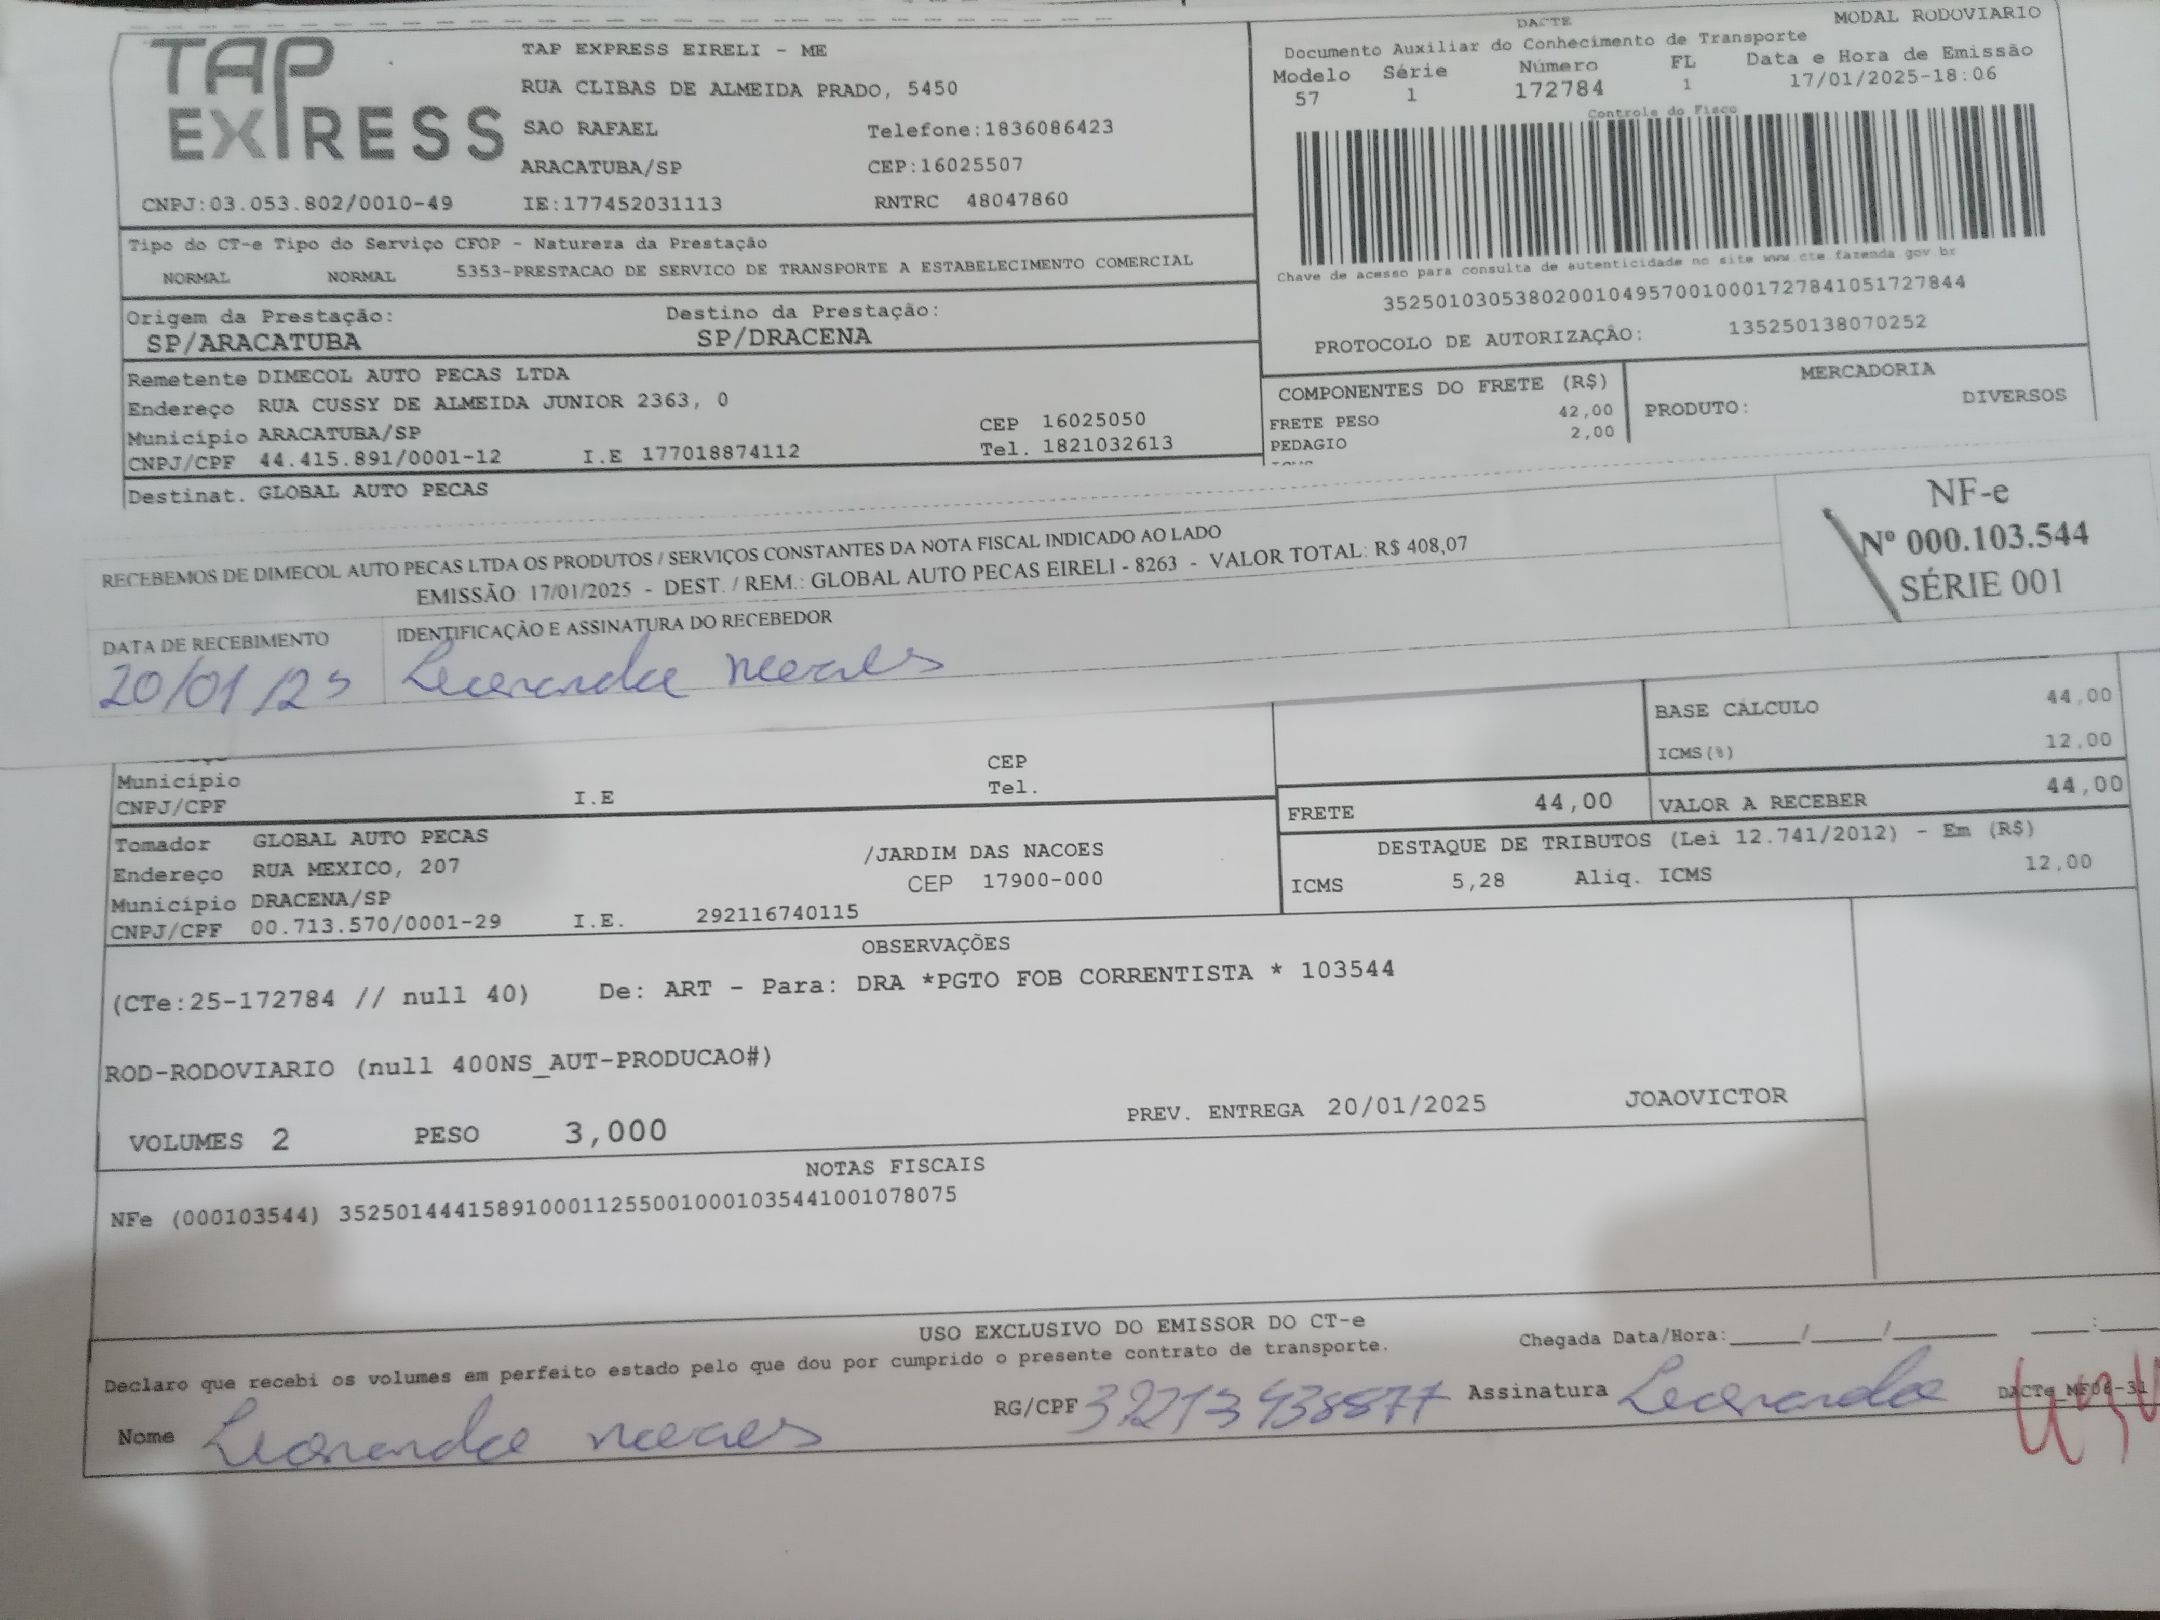 TAP EXPRESS
TAP EXPRESS EIRELI - ME
RUA CLIBAS DE ALMEIDA PRADO, 5450
SAO RAFAEL Telefone:1836086423
ARACATUBA/SP CEP:16025507
CNPJ:03.053.802/0010-49 IE:177452031113 RNTRC 48047860
DACTE MODAL RODOVIARIO
Documento Auxiliar do Conhecimento de Transporte
Modelo Série Número FL Data e Hora de Emissão
57 1 172784 1 17/01/2025-18:06
Controle do Fisco
Chave de acesso para consulta de autenticidade no site www.cte.fazenda.gov.br
35250103053802001049570010001727841051727844
PROTOCOLO DE AUTORIZAÇÃO: 135250138070252
Tipo do CT-e Tipo do Serviço CFOP - Natureza da Prestação
NORMAL NORMAL 5353-PRESTACAO DE SERVICO DE TRANSPORTE A ESTABELECIMENTO COMERCIAL
Origem da Prestação: Destino da Prestação:
SP/ARACATUBA SP/DRACENA
Remetente DIMECOL AUTO PECAS LTDA
Endereço RUA CUSSY DE ALMEIDA JUNIOR 2363, 0
Município ARACATUBA/SP CEP 16025050
CNPJ/CPF 44.415.891/0001-12 I.E 177018874112 Tel. 1821032613
Destinat. GLOBAL AUTO PECAS
COMPONENTES DO FRETE (R$)
FRETE PESO 42,00
PEDAGIO 2,00
MERCADORIA
PRODUTO: DIVERSOS
RECEBEMOS DE DIMECOL AUTO PECAS LTDA OS PRODUTOS / SERVIÇOS CONSTANTES DA NOTA FISCAL INDICADO AO LADO
EMISSÃO: 17/01/2025 - DEST. / REM.: GLOBAL AUTO PECAS EIRELI - 8263 - VALOR TOTAL: R$ 408,07
NF-e
Nº 000.103.544
SÉRIE 001
DATA DE RECEBIMENTO IDENTIFICAÇÃO E ASSINATURA DO RECEBEDOR
20/01/25
BASE CÁLCULO 44,00
ICMS(%) 12,00
Município CEP
CNPJ/CPF I.E Tel.
FRETE 44,00 VALOR A RECEBER 44,00
Tomador GLOBAL AUTO PECAS
Endereço RUA MEXICO, 207 /JARDIM DAS NACOES
Município DRACENA/SP CEP 17900-000
CNPJ/CPF 00.713.570/0001-29 I.E. 292116740115
DESTAQUE DE TRIBUTOS (Lei 12.741/2012) - Em (R$)
ICMS 5,28 Aliq. ICMS 12,00
OBSERVAÇÕES
(CTe:25-172784 // null 40) De: ART - Para: DRA *PGTO FOB CORRENTISTA * 103544
ROD-RODOVIARIO (null 400NS_AUT-PRODUCAO#)
VOLUMES 2 PESO 3,000 PREV. ENTREGA 20/01/2025 JOAOVICTOR
NOTAS FISCAIS
NFe (000103544) 35250144415891000112550010001035441001078075
USO EXCLUSIVO DO EMISSOR DO CT-e
Declaro que recebi os volumes em perfeito estado pelo que dou por cumprido o presente contrato de transporte. Chegada Data/Hora:_____/_____/_______ ____:____
Nome RG/CPF Assinatura